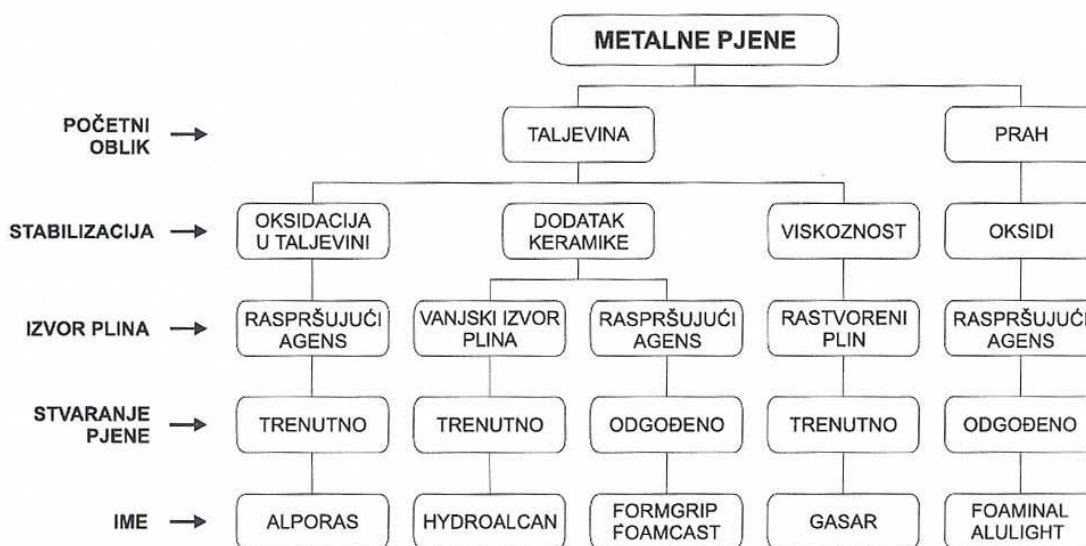 METALNE PJENE
POČETNI
OBLIK
TALJEVINA
PRAH
STABILIZACIJA
OKSIDACIJA
U TALJEVINI
DODATAK
KERAMIKE
VISKOZNOST
OKSIDI
IZVOR PLINA
RASPRŠUJUĆI
AGENS
VANJSKI IZVOR
PLINA
RASPRŠUJUĆI
AGENS
RASTVORENI
PLIN
RASPRŠUJUĆI
AGENS
STVARANJE
PJENE
TRENUTNO
TRENUTNO
ODGOĐENO
TRENUTNO
ODGOĐENO
IME
ALPORAS
HYDROALCAN
FORMGRIP
FOAMCAST
GASAR
FOAMINAL
ALULIGHT